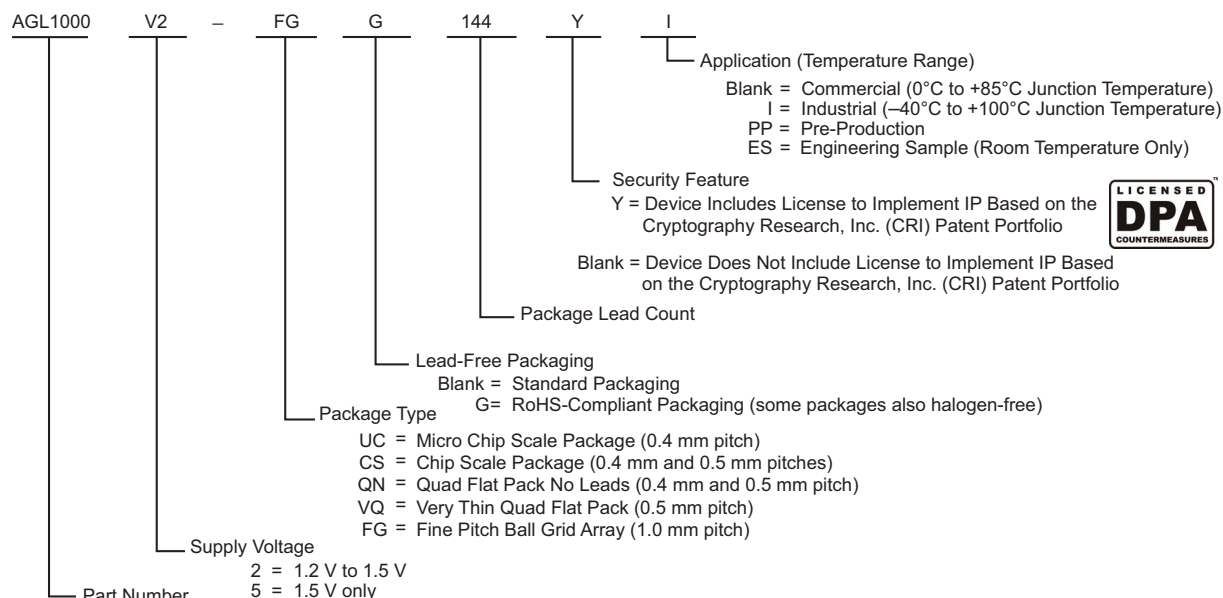 AGL1000 V2 – FG G 144 Y I
Application (Temperature Range)
Blank = Commercial (0°C to +85°C Junction Temperature)
I = Industrial (–40°C to +100°C Junction Temperature)
PP = Pre-Production
ES = Engineering Sample (Room Temperature Only)
Security Feature
Y = Device Includes License to Implement IP Based on the
Cryptography Research, Inc. (CRI) Patent Portfolio
LICENSED
DPA
COUNTERMEASURES
Blank = Device Does Not Include License to Implement IP Based
on the Cryptography Research, Inc. (CRI) Patent Portfolio
Package Lead Count
Lead-Free Packaging
Blank = Standard Packaging
G= RoHS-Compliant Packaging (some packages also halogen-free)
Package Type
UC = Micro Chip Scale Package (0.4 mm pitch)
CS = Chip Scale Package (0.4 mm and 0.5 mm pitches)
QN = Quad Flat Pack No Leads (0.4 mm and 0.5 mm pitch)
VQ = Very Thin Quad Flat Pack (0.5 mm pitch)
FG = Fine Pitch Ball Grid Array (1.0 mm pitch)
Supply Voltage
2 = 1.2 V to 1.5 V
5 = 1.5 V only
Part Number